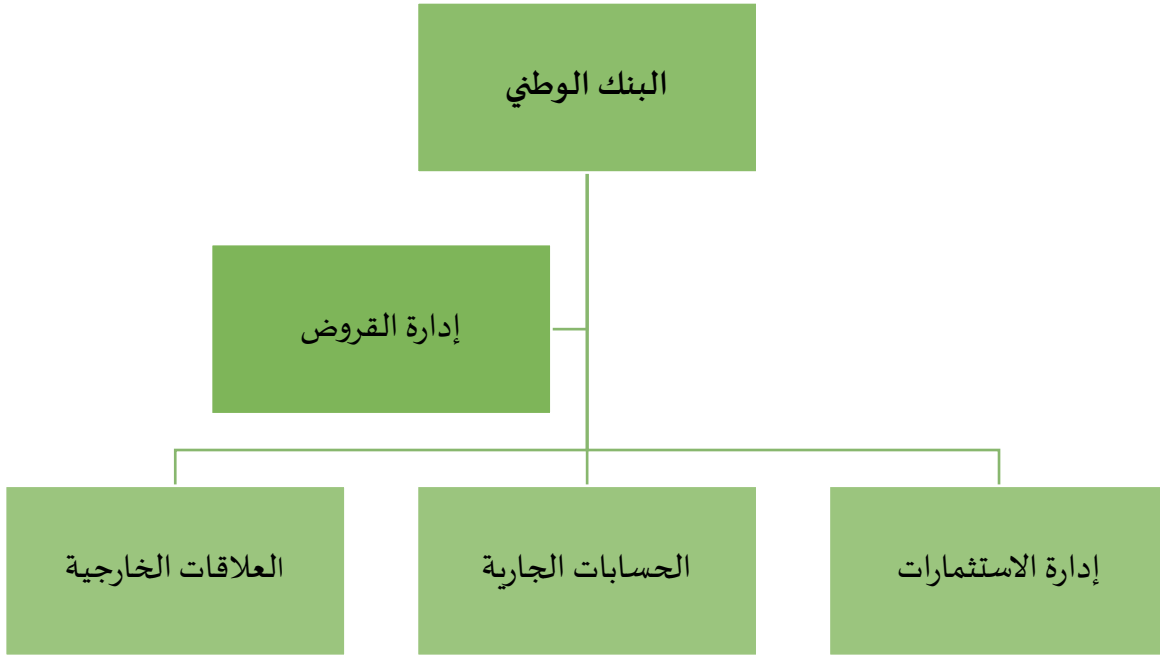 البنك الوطني
إدارة القروض
إدارة الاستثمارات
الحسابات الجارية
العلاقات الخارجية